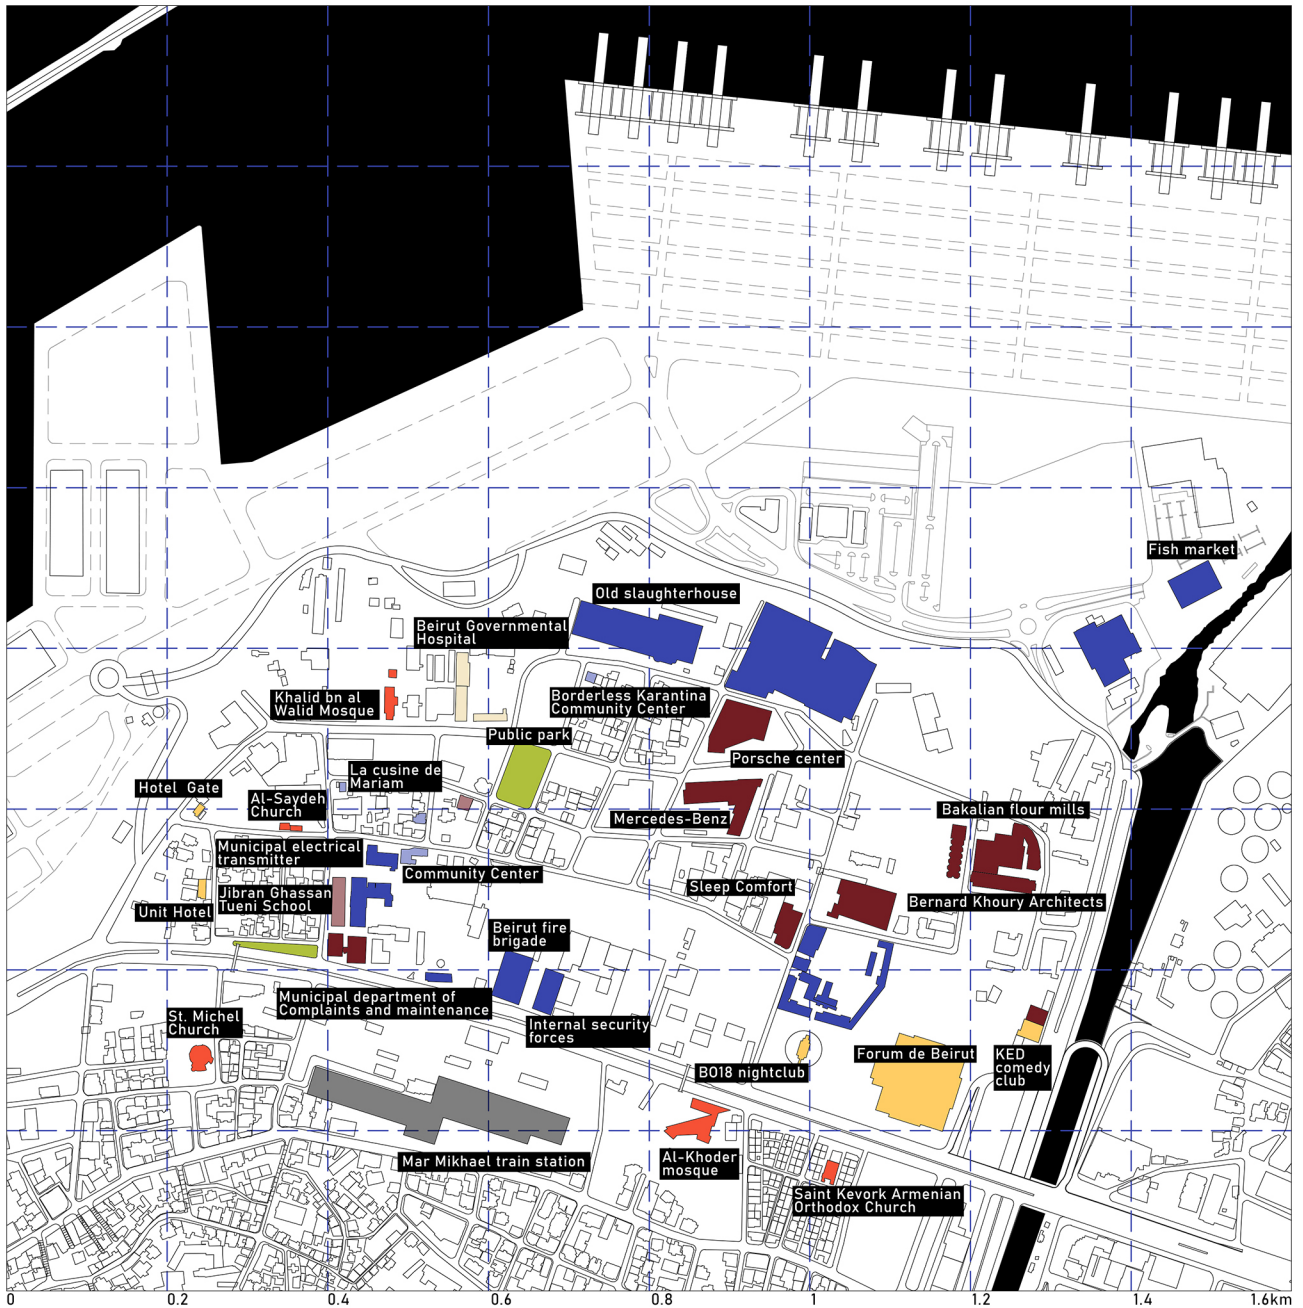 Fish market
Old slaughterhouse
Beirut Governmental
Hospital
Khalid bn al
Walid Mosque
Borderless Karantina
Community Center
Public park
Porsche center
La cusine de
Mariam
Hotel Gate
Al-Saydeh
Church
Mercedes-Benz
Bakalian flour mills
Municipal electrical
transmitter
Community Center
Jibran Ghassan
Tueni School
Sleep Comfort
Bernard Khoury Architects
Unit Hotel
Beirut fire
brigade
Municipal department of
Complaints and maintenance
St. Michel
Church
Internal security
forces
B018 nightclub
Forum de Beirut
KED
comedy
club
Mar Mikhael train station
Al-Khoder
mosque
Saint Kevork Armenian
Orthodox Church
0 0.2 0.4 0.6 0.8 1 1.2 1.4 1.6km